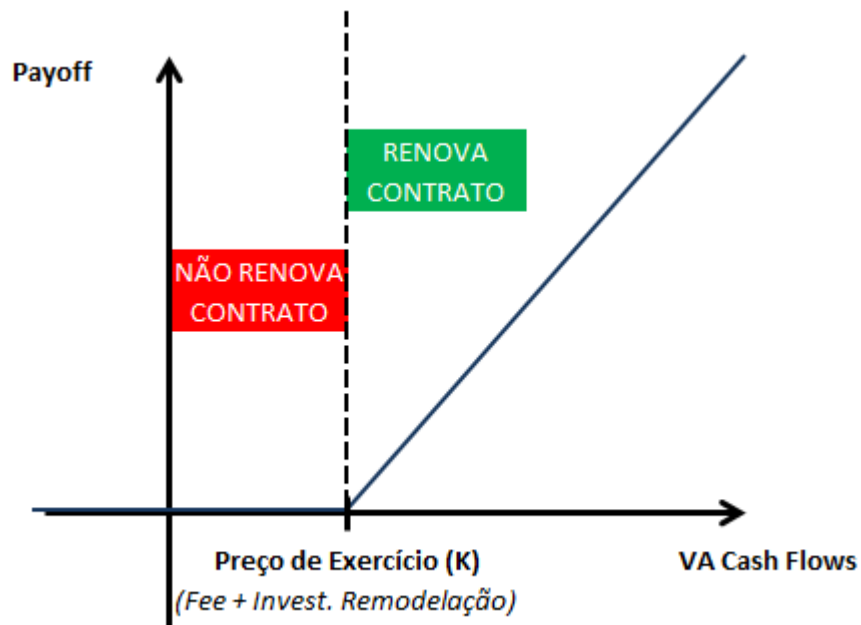 Payoff
RENOVA
CONTRATO
NÃO RENOVA
CONTRATO
Preço de Exercício (K)
(Fee + Invest. Remodelação)
VA Cash Flows